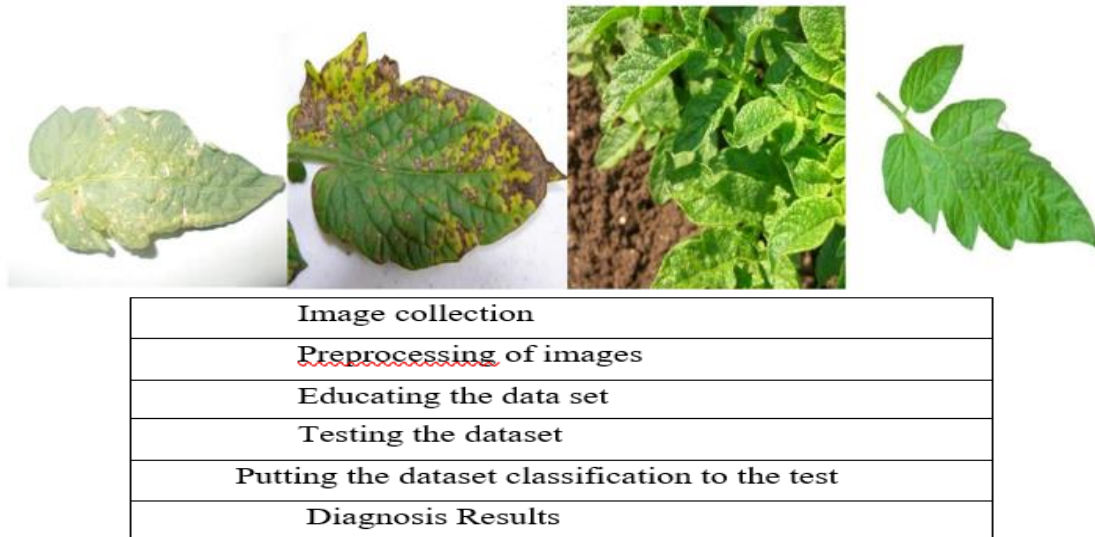 Image collection
Preprocessing of images
Educating the data set
Testing the dataset
Putting the dataset classification to the test
Diagnosis Results